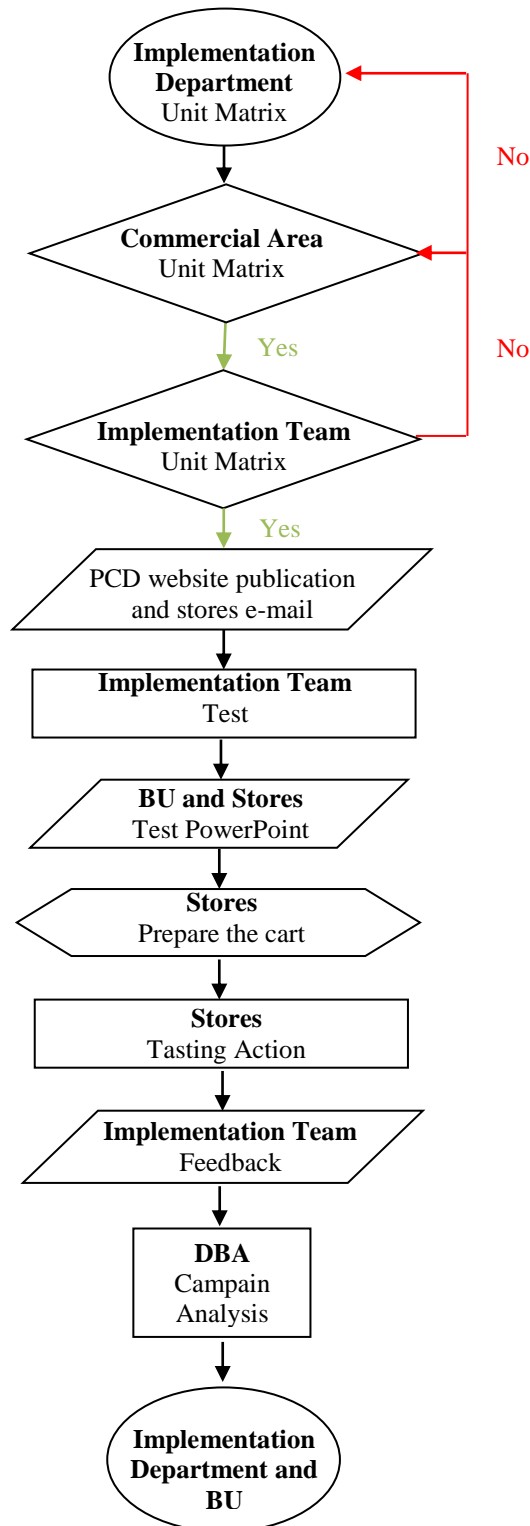 Implementation
Department
Unit Matrix
No
Commercial Area
Unit Matrix
Yes
No
Implementation Team
Unit Matrix
Yes
PCD website publication
and stores e-mail
Implementation Team
Test
BU and Stores
Test PowerPoint
Stores
Prepare the cart
Stores
Tasting Action
Implementation Team
Feedback
DBA
Campain
Analysis
Implementation
Department and
BU